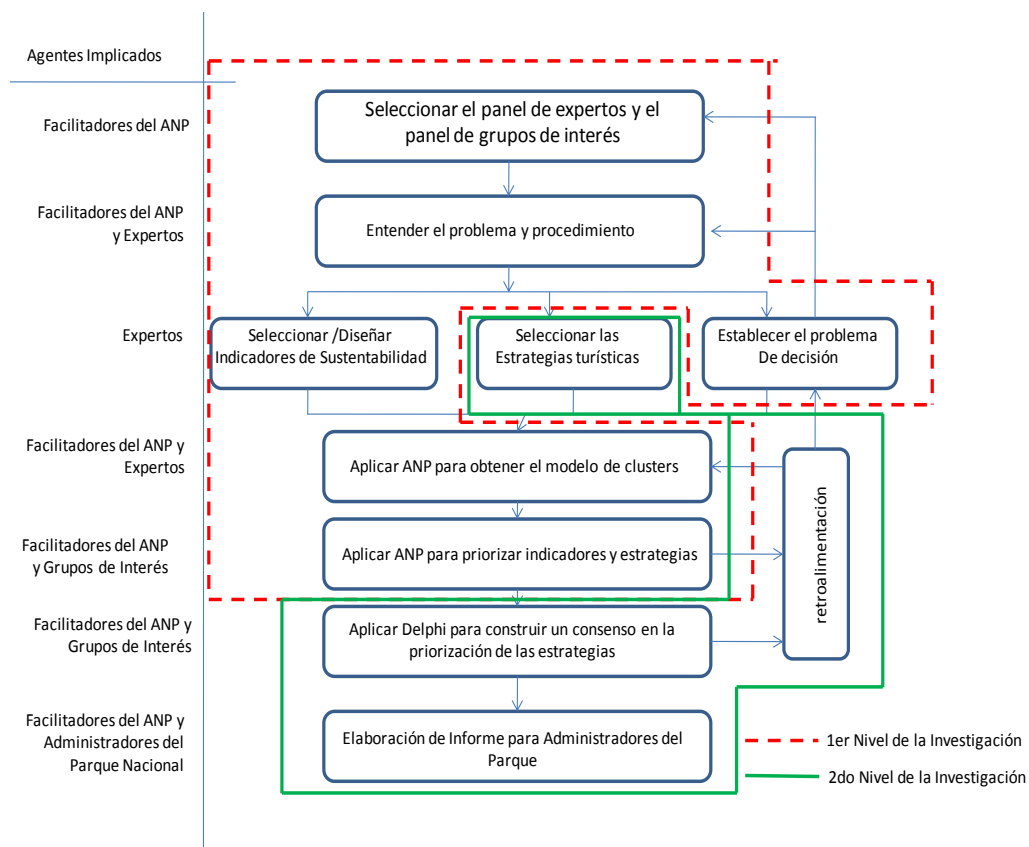 Agentes Implicados
Facilitadores del ANP
Seleccionar el panel de expertos y el
panel de grupos de interés
Facilitadores del ANP
y Expertos
Entender el problema y procedimiento
Expertos
Seleccionar /Diseñar
Indicadores de Sustentabilidad
Seleccionar las
Estrategias turísticas
Establecer el problema
De decisión
Facilitadores del ANP y
Expertos
Aplicar ANP para obtener el modelo de clusters
retroalimentación
Facilitadores del ANP
y Grupos de Interés
Aplicar ANP para priorizar indicadores y estrategias
Facilitadores del ANP y
Grupos de Interés
Aplicar Delphi para construir un consenso en la
priorización de las estrategias
Facilitadores del ANP y
Administradores del
Parque Nacional
Elaboración de Informe para Administradores del
Parque
1er Nivel de la Investigación
2do Nivel de la Investigación